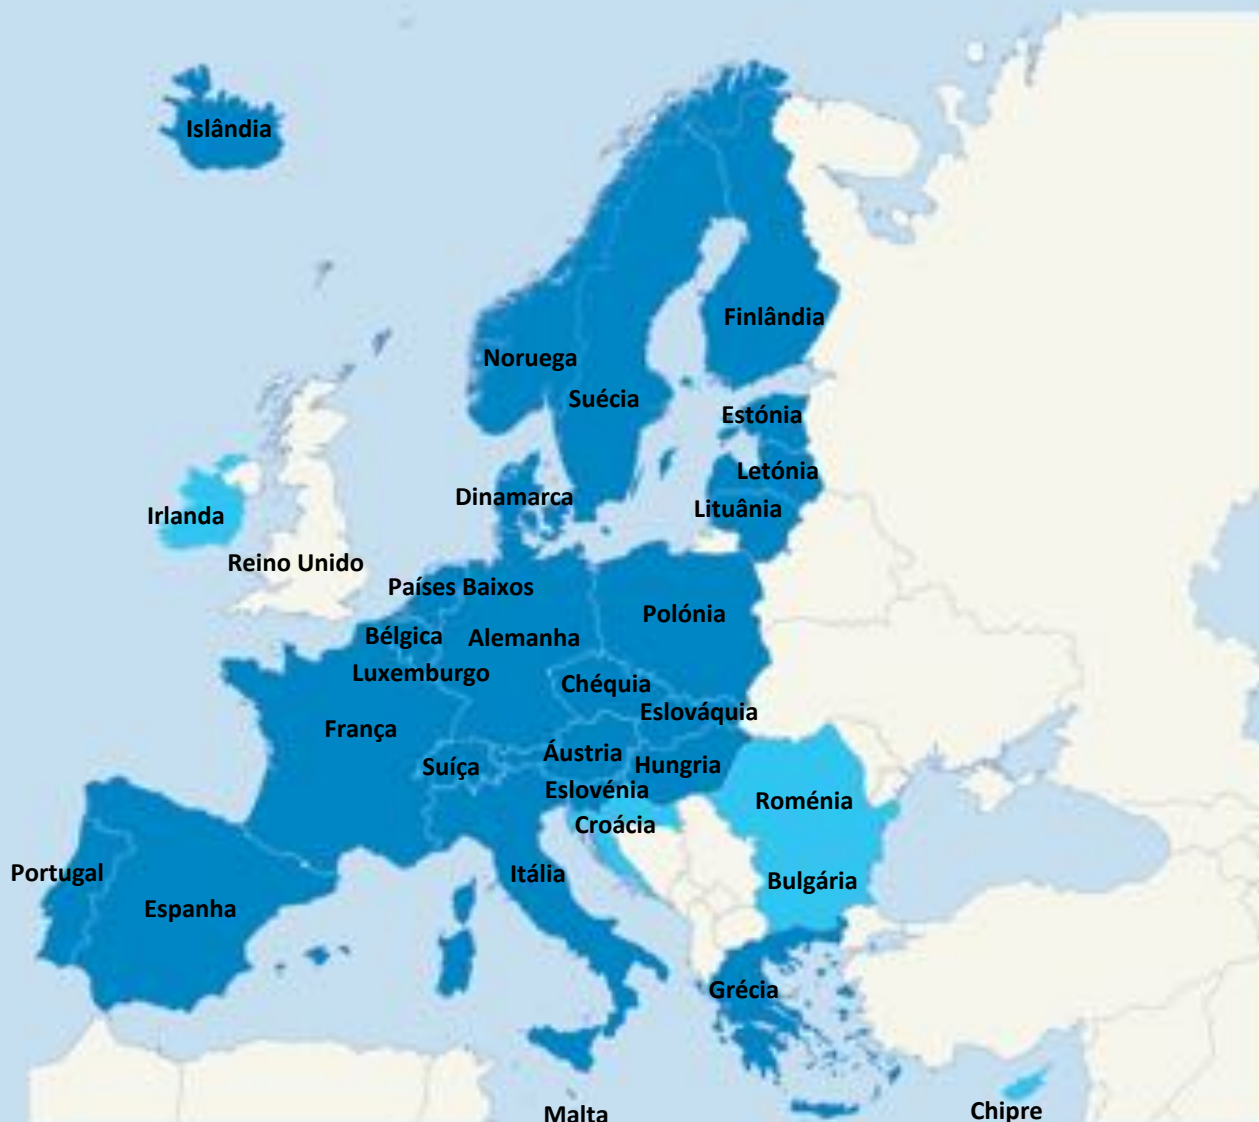 Islândia
Finlândia
Noruega
Suécia
Estónia
Letónia
Dinamarca
Lituânia
Irlanda
Reino Unido
Países Baixos
Polónia
Bélgica
Alemanha
Luxemburgo
Chéquia
Eslováquia
França
Áustria
Suíça
Hungria
Eslovénia
Roménia
Croácia
Portugal
Itália
Bulgária
Espanha
Grécia
Malta
Chipre